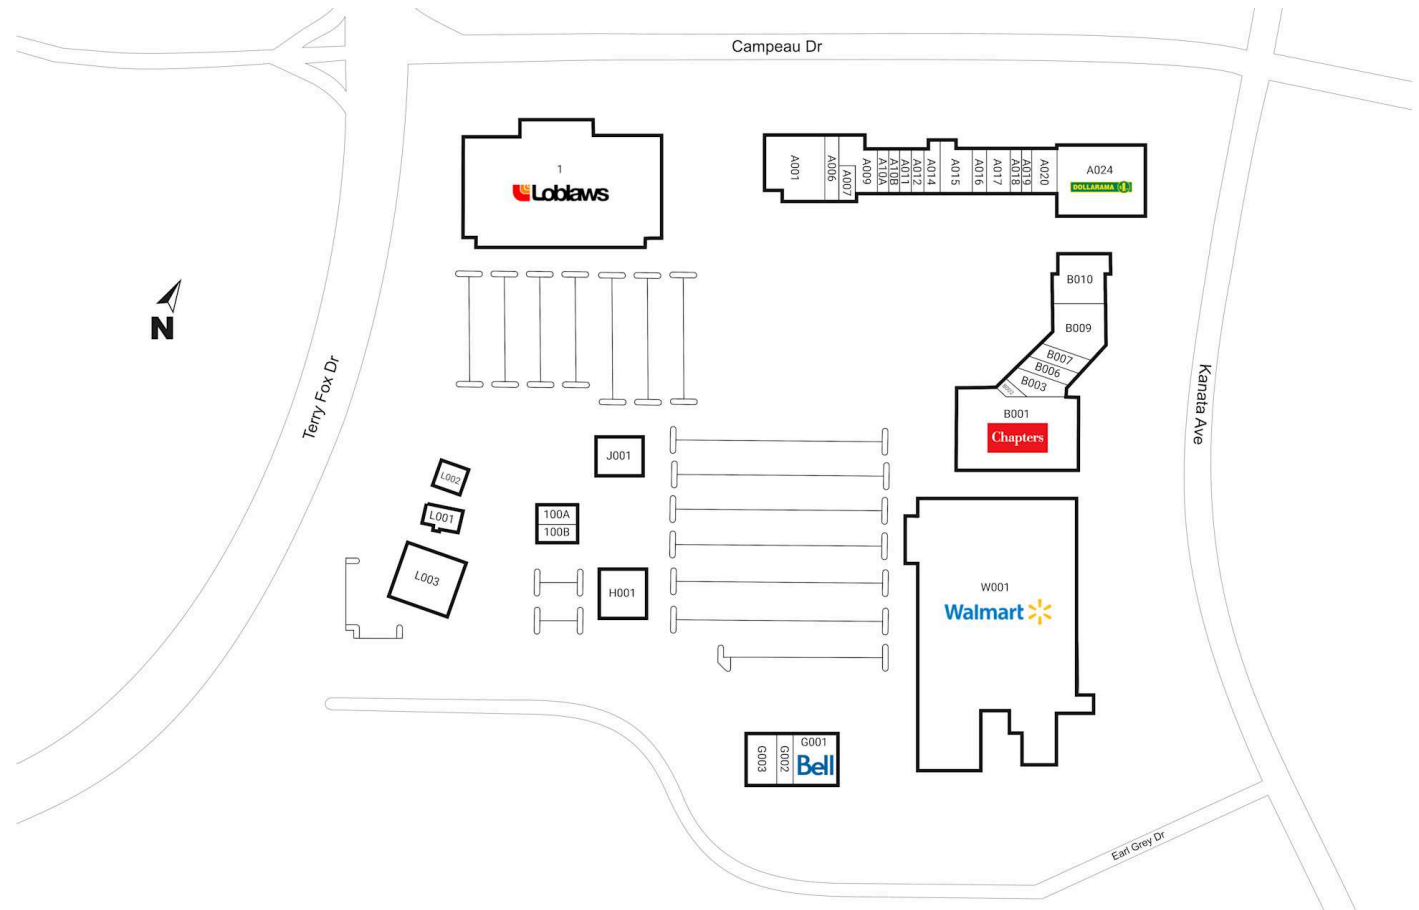 Campeau Dr
1
Loblaws
A001
A006
A007
A009
A10A
A10B
A011
A012
A014
A015
A016
A017
A018
A019
A020
A024
DOLLARAMA
B010
B009
B007
B006
B003
B002
B001
Chapters
N
Terry Fox Dr
Kanata Ave
J001
L002
L001
L003
100A
100B
H001
W001
Walmart
G003
G002
G001
Bell
Earl Grey Dr